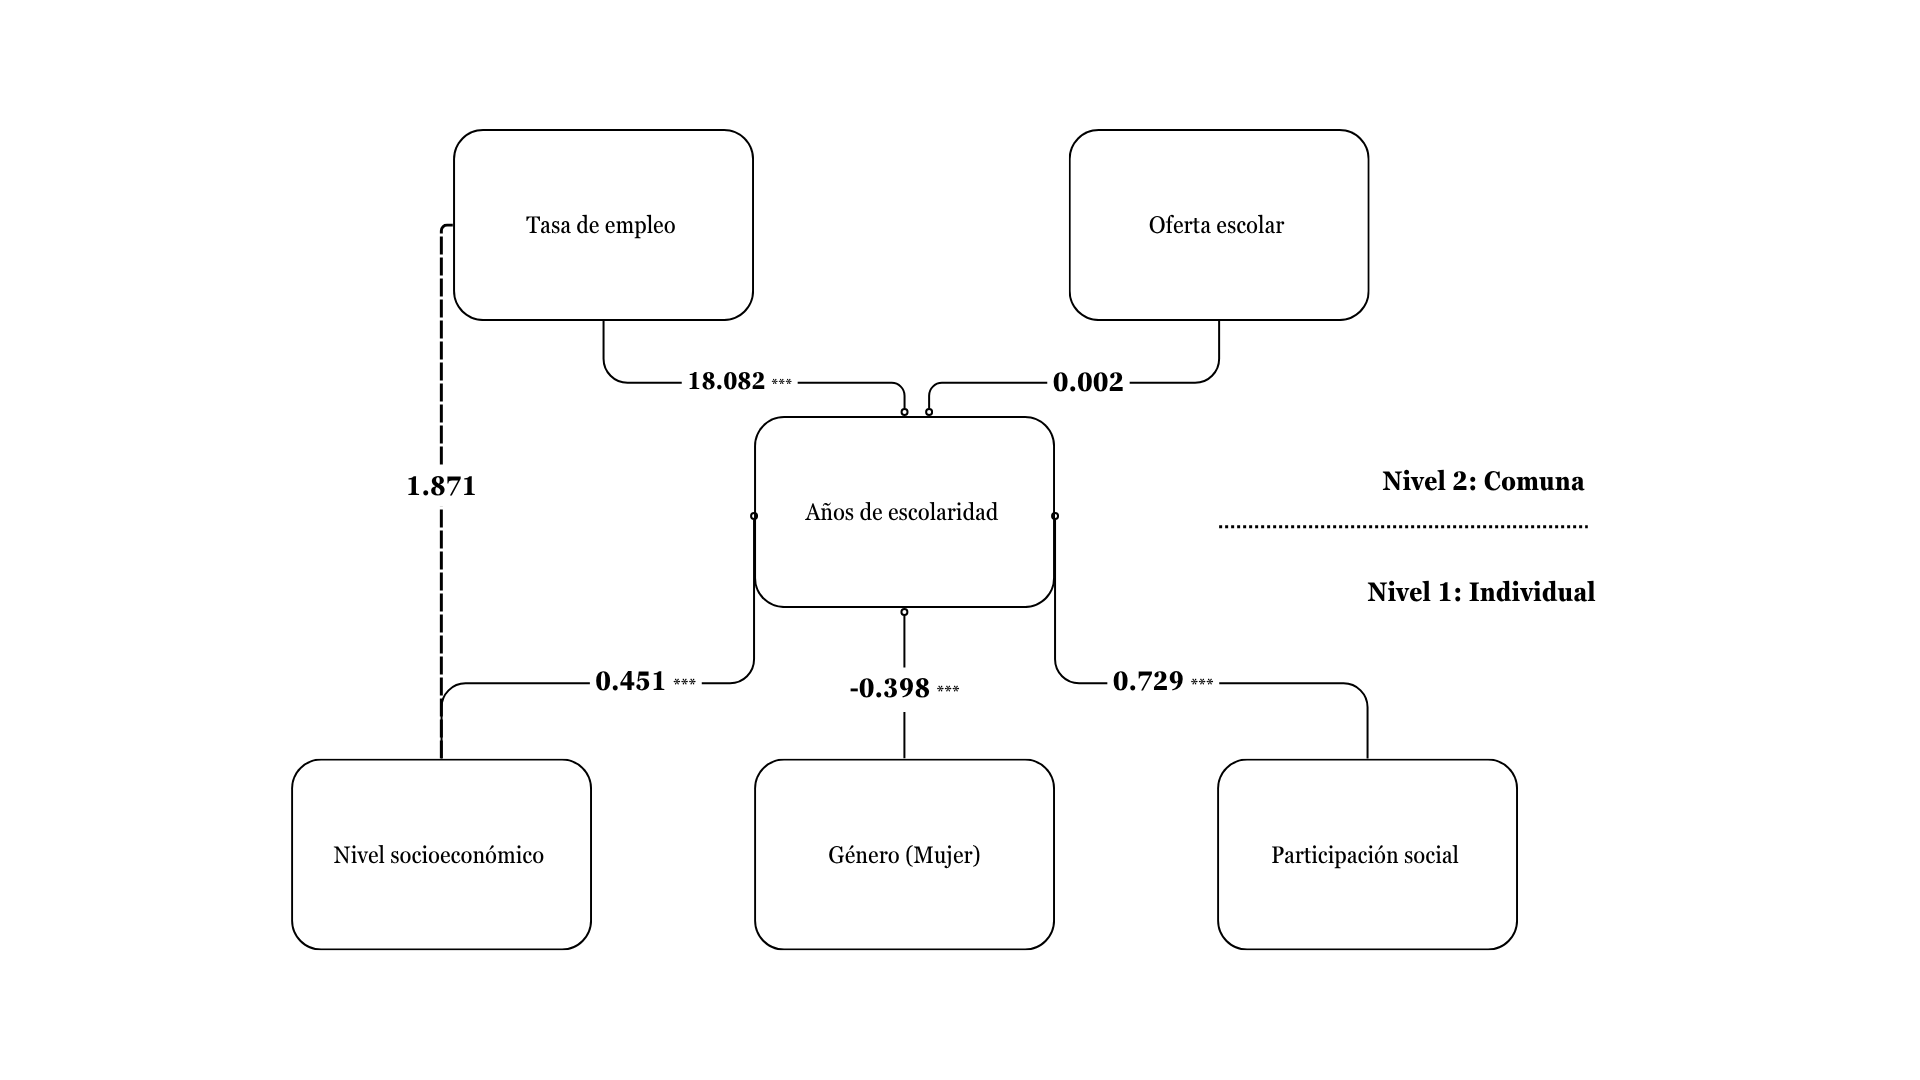 Tasa de empleo
Oferta escolar
18.082 ***
0.002
Nivel 2: Comuna
1.871
Años de escolaridad
Nivel 1: Individual
0.451 ***
-0.398 ***
0.729 ***
Nivel socioeconómico
Género (Mujer)
Participación social